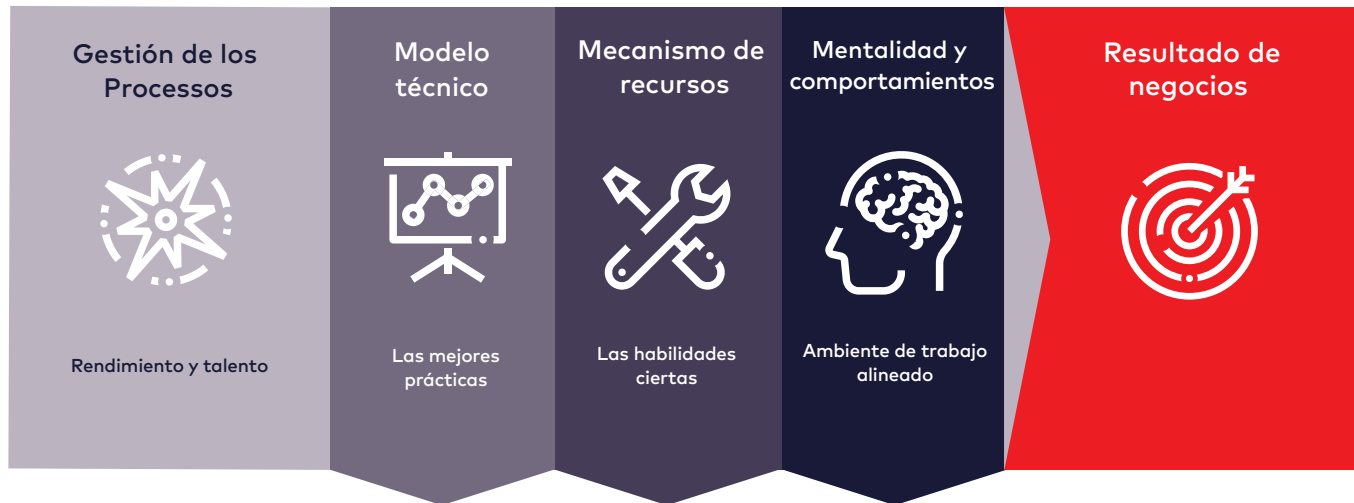 Gestión de los
Processos
Rendimiento y talento
Modelo
técnico
Las mejores
prácticas
Mecanismo de
recursos
Las habilidades
ciertas
Mentalidad y
comportamientos
Ambiente de trabajo
alineado
Resultado de
negocios